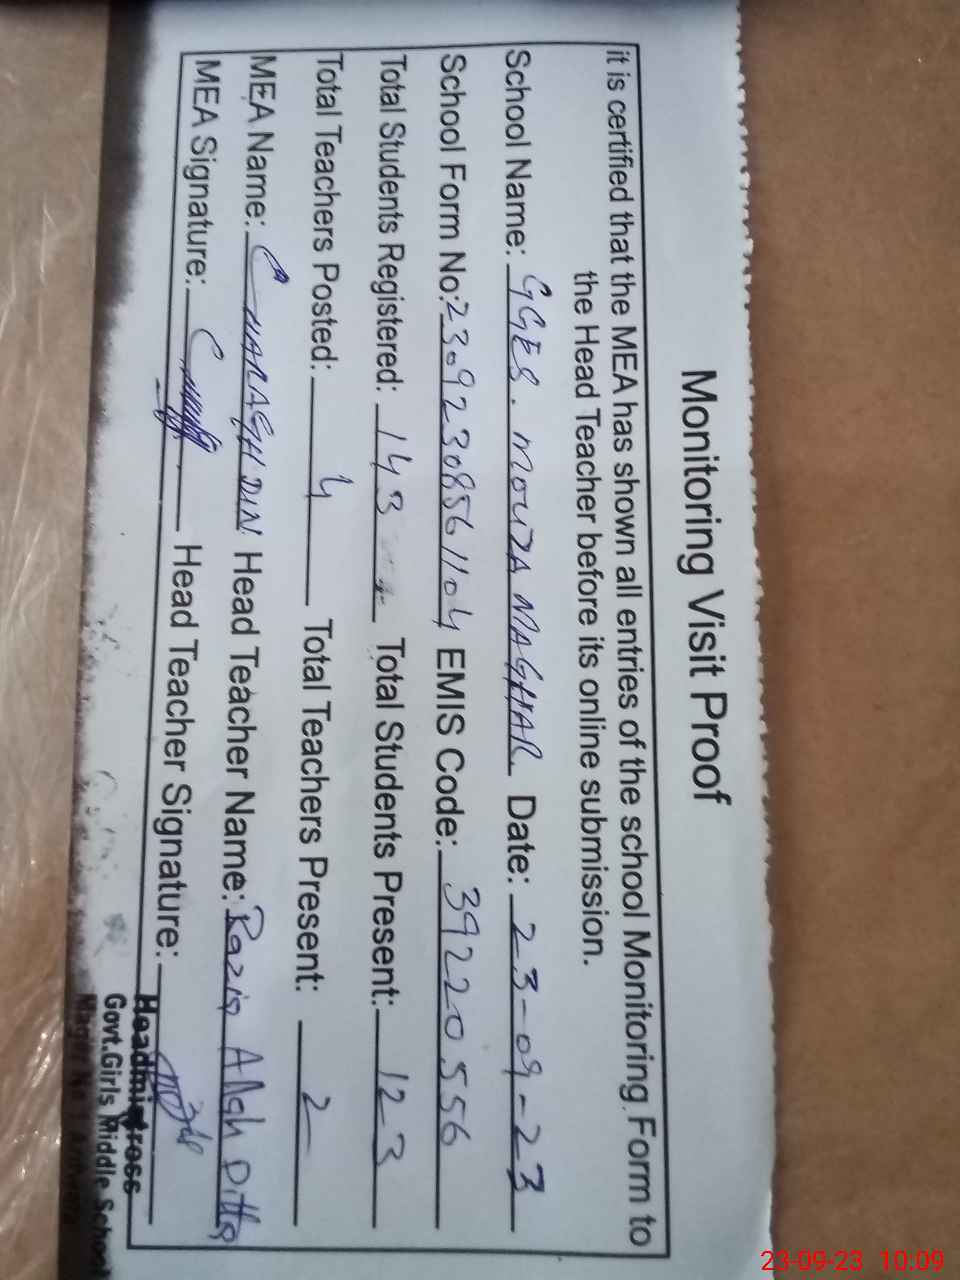 Monitoring Visit Proof
it is certified that the MEA has shown all entries of the school Monitoring Form to
the Head Teacher before its online submission.
School Name: GGES. MOUZA MAGHAR Date: 23-09-23
School Form No: 23092308561104 EMIS Code: 39220556
Total Students Registered: 143 Total Students Present: 123
Total Teachers Posted: 4 Total Teachers Present: 2
MEA Name: DIN Head Teacher Name: Razia Allah Ditta
MEA Signature: Head Teacher Signature:
Headmistress
Govt.Girls Middle School
23-09-23 10:09